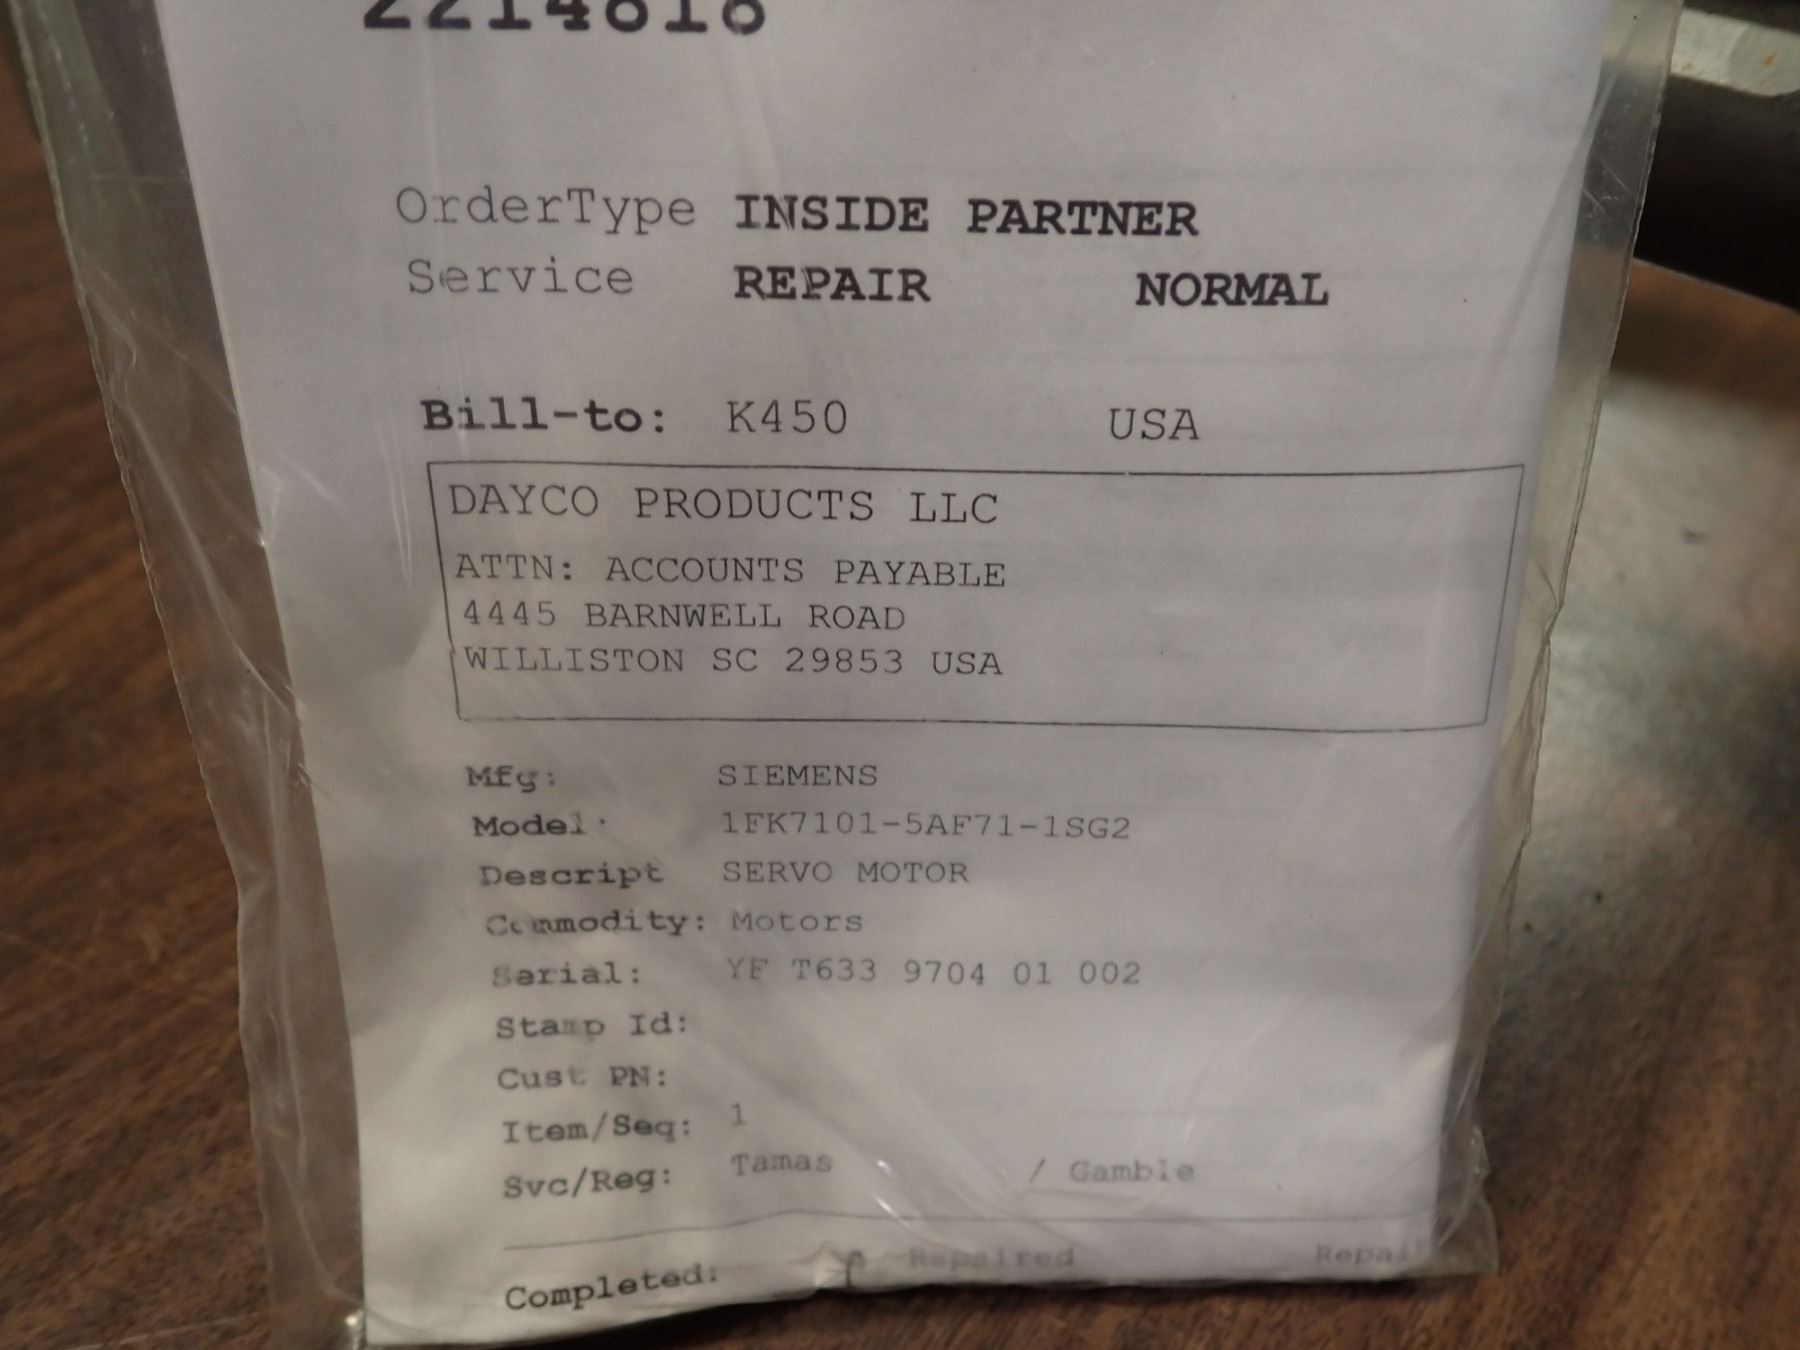 2214818
OrderType INSIDE PARTNER
Service REPAIR NORMAL
Bill-to: K450 USA
DAYCO PRODUCTS LLC
ATTN: ACCOUNTS PAYABLE
4445 BARNWELL ROAD
WILLISTON SC 29853 USA
Mfg: SIEMENS
Model: 1FK7101-5AF71-1SG2
Descript SERVO MOTOR
Commodity: Motors
Serial: YF T633 9704 01 002
Stamp Id:
Cust PN:
Item/Seq: 1
Svc/Reg: Tamas / Gamble
Completed: Repaired